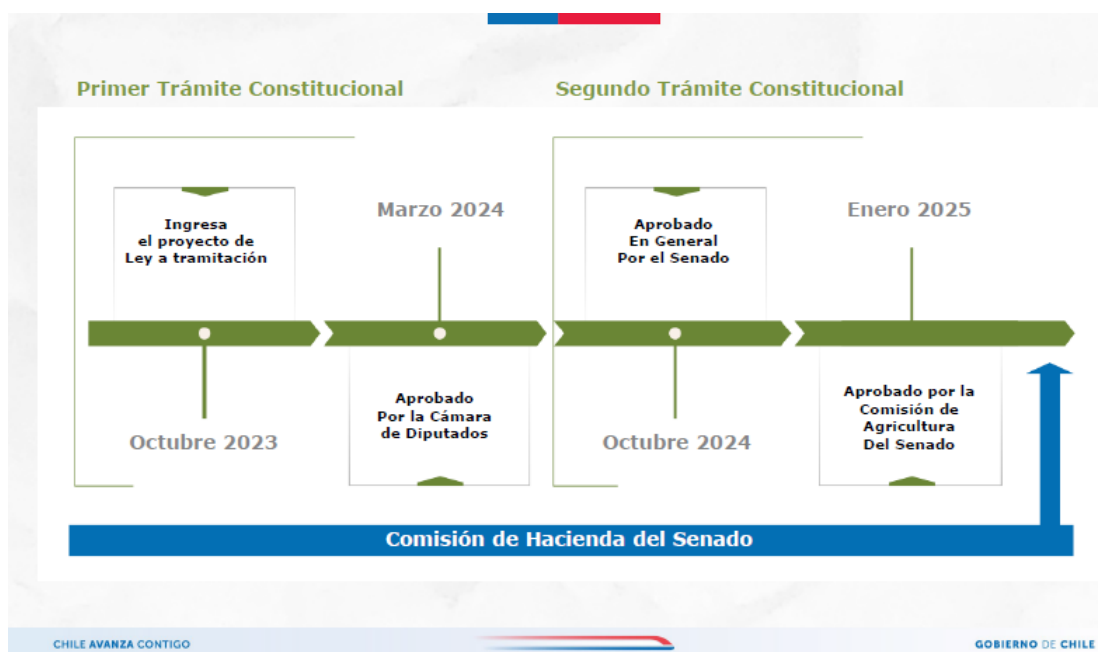 Primer Trámite Constitucional
Segundo Trámite Constitucional
Ingresa
el proyecto de
Ley a tramitación
Marzo 2024
Aprobado
En General
Por el Senado
Enero 2025
Octubre 2023
Aprobado
Por la Cámara
de Diputados
Octubre 2024
Aprobado por la
Comisión de
Agricultura
Del Senado
Comisión de Hacienda del Senado
CHILE AVANZA CONTIGO
GOBIERNO DE CHILE